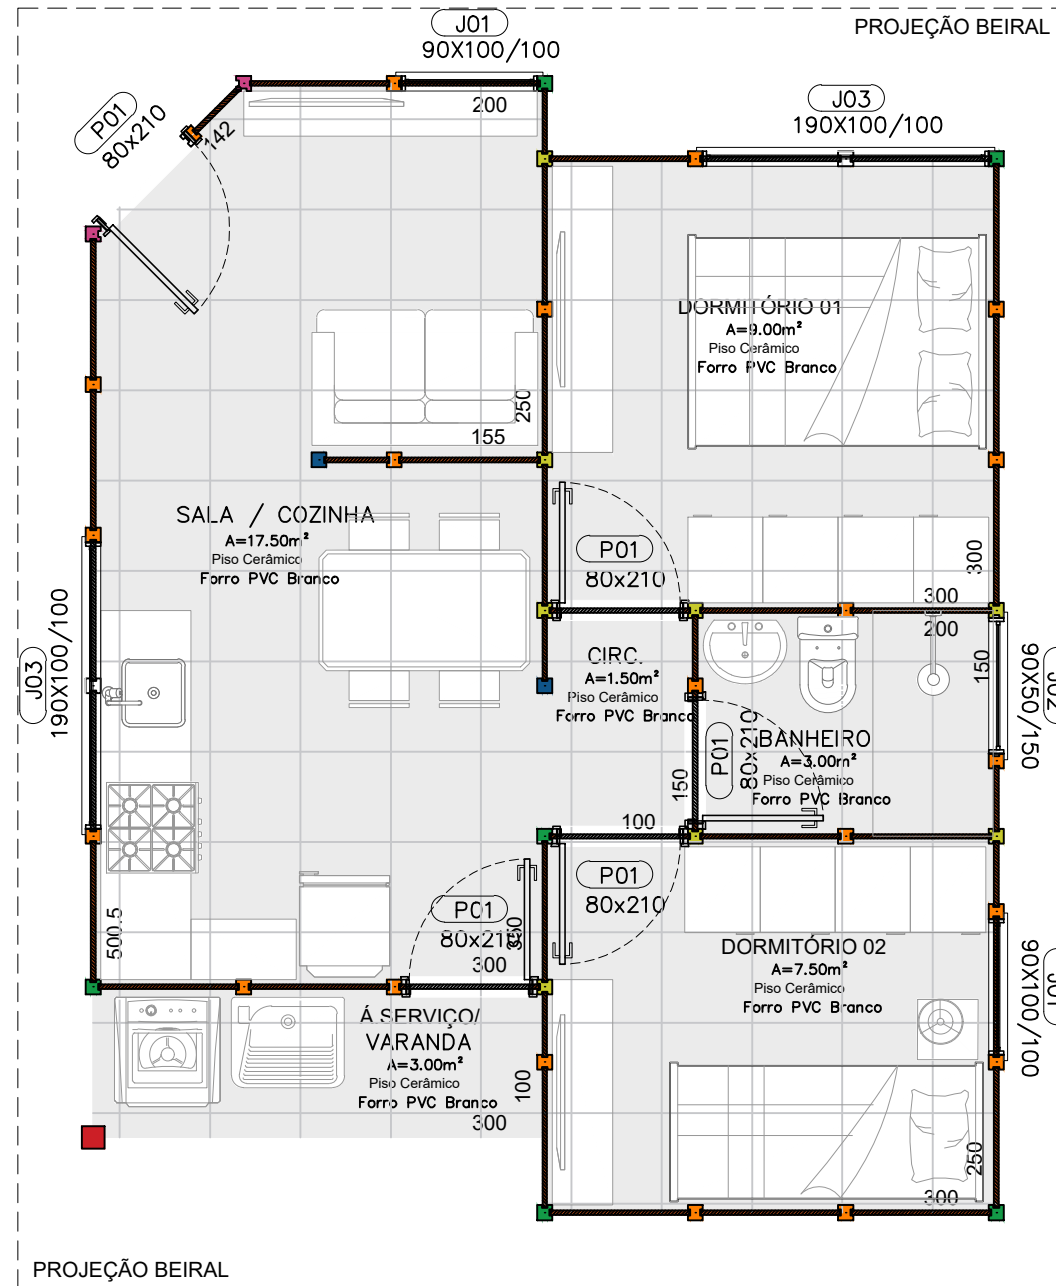 PROJEÇÃO BEIRAL
J01
90X100/100
P01
80x210
142
200
J03
190X100/100
DORMITÓRIO 01
A=9.00m²
Piso Cerâmico
Forro PVC Branco
250
155
SALA / COZINHA
A=17.50m²
Piso Cerâmico
Forro PVC Branco
P01
80x210
300
300
200
J03
190X100/100
CIRC.
A=1.50m²
Piso Cerâmico
Forro PVC Branco
150
J02
90X50/150
P01
80x210
BANHEIRO
A=3.00m²
Piso Cerâmico
Forro PVC Branco
150
100
P01
80x210
P01
80x210
350
300
500.5
DORMITÓRIO 02
A=7.50m²
Piso Cerâmico
Forro PVC Branco
J01
90X100/100
Á SERVIÇO/
VARANDA
A=3.00m²
Piso Cerâmico
Forro PVC Branco
100
300
250
300
PROJEÇÃO BEIRAL